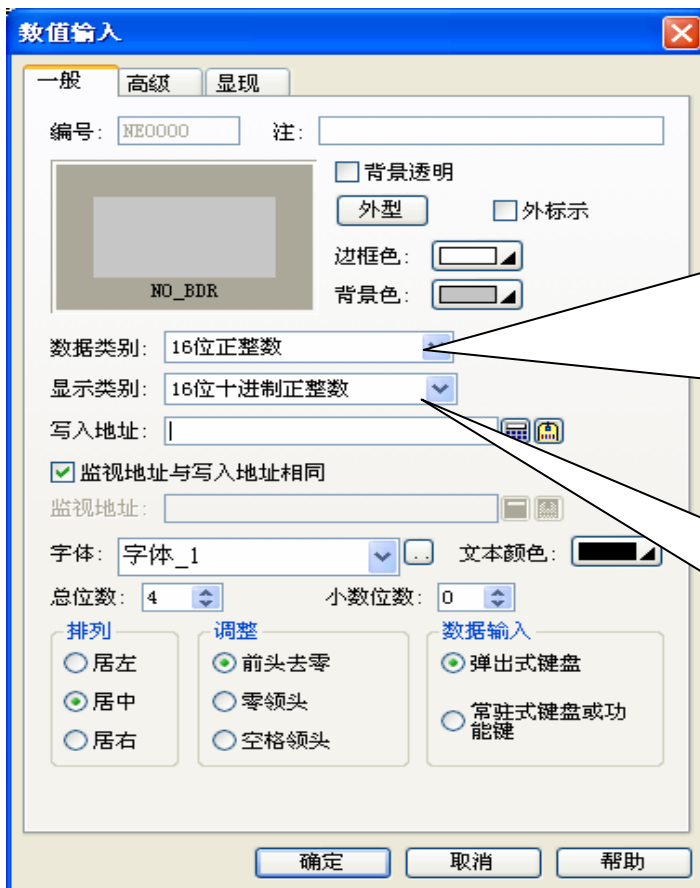 数值输入
一般 高级 显现
编号: NE0000 注:
背景透明
外型 外标示
边框色:
NO_BDR
背景色:
数据类别: 16位正整数
显示类别: 16位十进制正整数
写入地址:
监视地址与写入地址相同
监视地址:
字体: 字体_1 .. 文本颜色:
总位数: 4 小数位数: 0
排列 调整 数据输入
居左 前头去零 弹出式键盘
居中 零领头 常驻式键盘或功
能键
居右 空格领头
确定 取消 帮助